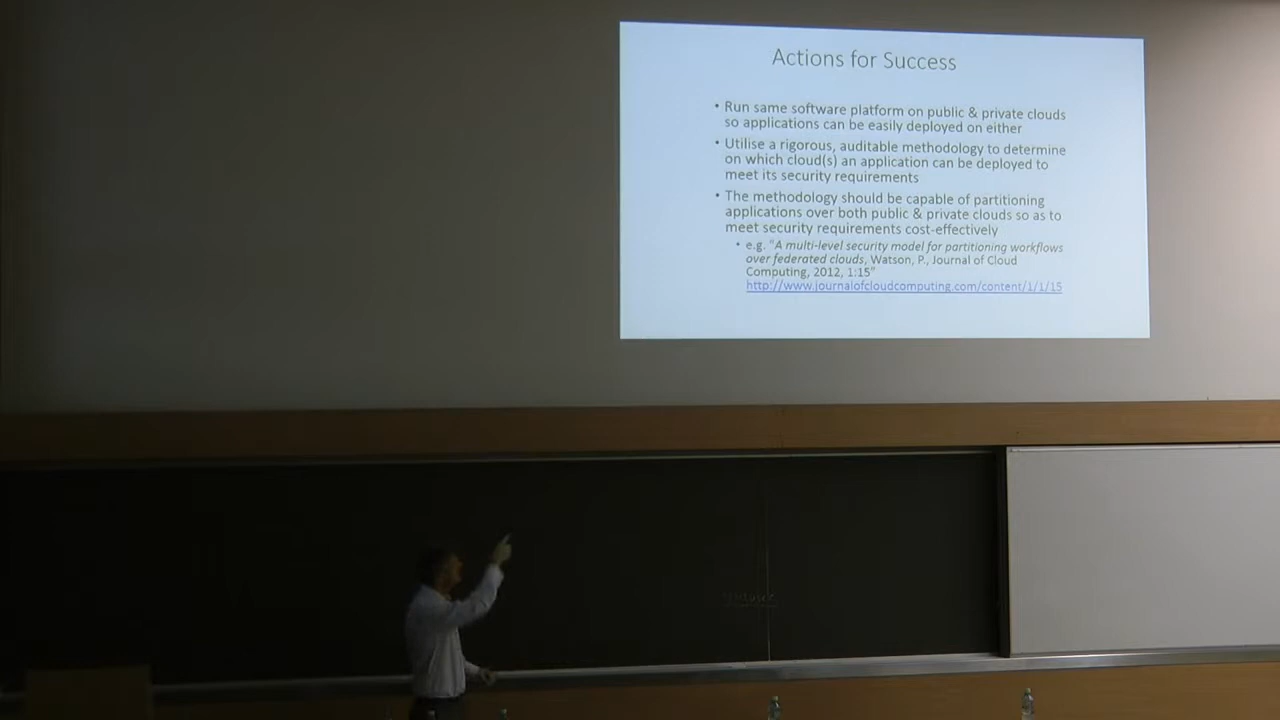 Actions for Success
• Run same software platform on public & private clouds
so applications can be easily deployed on either
• Utilise a rigorous, auditable methodology to determine
on which cloud(s) an application can be deployed to
meet its security requirements
• The methodology should be capable of partitioning
applications over both public & private clouds so as to
meet security requirements cost-effectively
• e.g. "A multi-level security model for partitioning workflows
over federated clouds, Watson, P., Journal of Cloud
Computing, 2012, 1:15"
http://www.journalofcloudcomputing.com/content/1/1/15